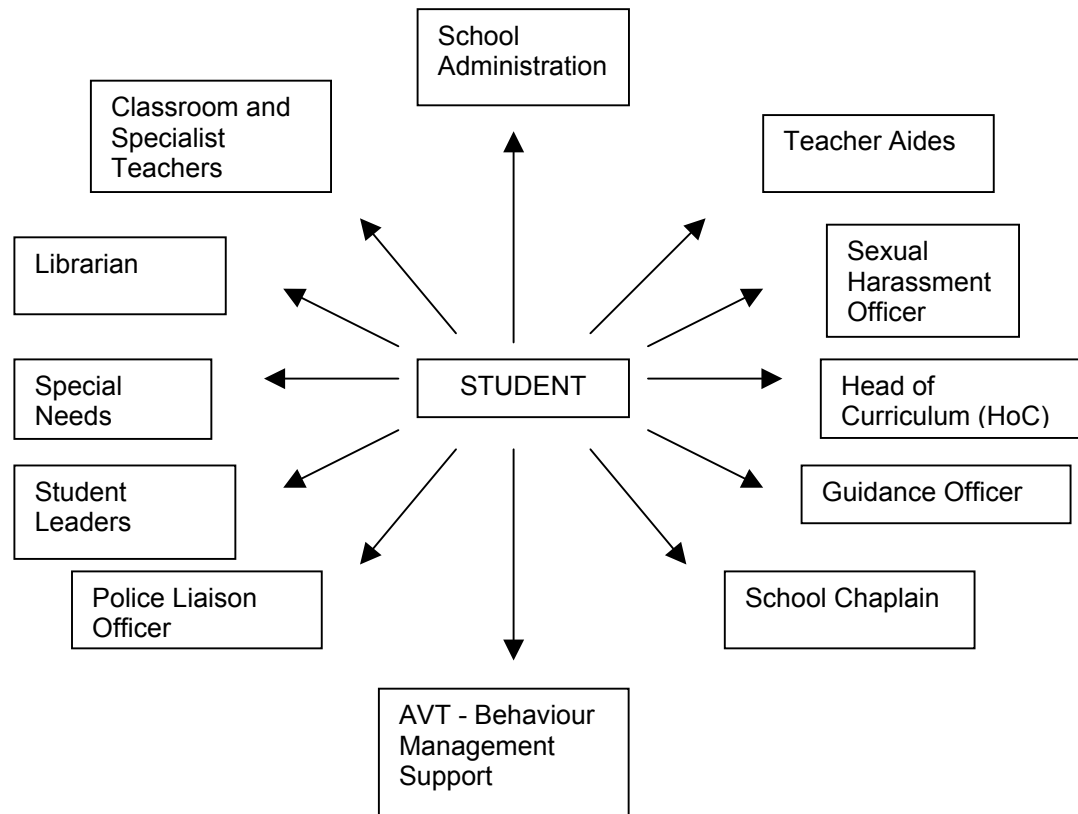 School
Administration
Classroom and
Specialist
Teachers
Teacher Aides
Librarian
Sexual
Harassment
Officer
STUDENT
Special
Needs
Head of
Curriculum (HoC)
Student
Leaders
Guidance Officer
Police Liaison
Officer
School Chaplain
AVT - Behaviour
Management
Support